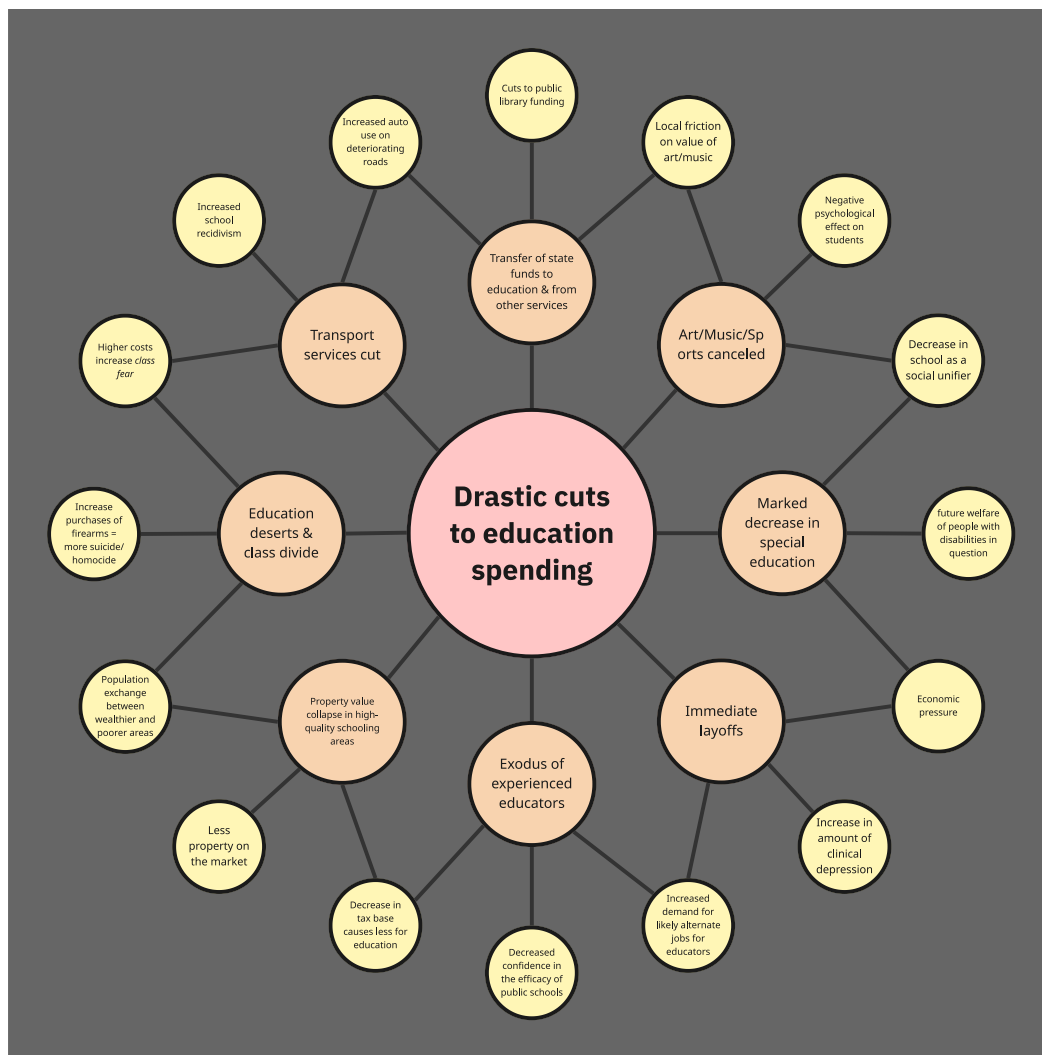 Cuts to public
library funding
Increased auto
use on
deteriorating
roads
Local friction
on value of
art/music
Increased
school
recidivism
Negative
psychological
effect on
students
Transfer of state
funds to
education & from
other services
Transport
services cut
Art/Music/Sp
orts canceled
Higher costs
increase class
fear
Decrease in
school as a
social unifier
Drastic cuts
to education
spending
Increase
purchases of
firearms =
more suicide/
homocide
Education
deserts &
class divide
Marked
decrease in
special
education
future welfare
of people with
disabilities in
question
Population
exchange
between
wealthier and
poorer areas
Property value
collapse in high-
quality schooling
areas
Immediate
layoffs
Economic
pressure
Exodus of
experienced
educators
Less
property on
the market
Increase in
amount of
clinical
depression
Decrease in
tax base
causes less for
education
Increased
demand for
likely alternate
jobs for
educators
Decreased
confidence in
the efficacy of
public schools